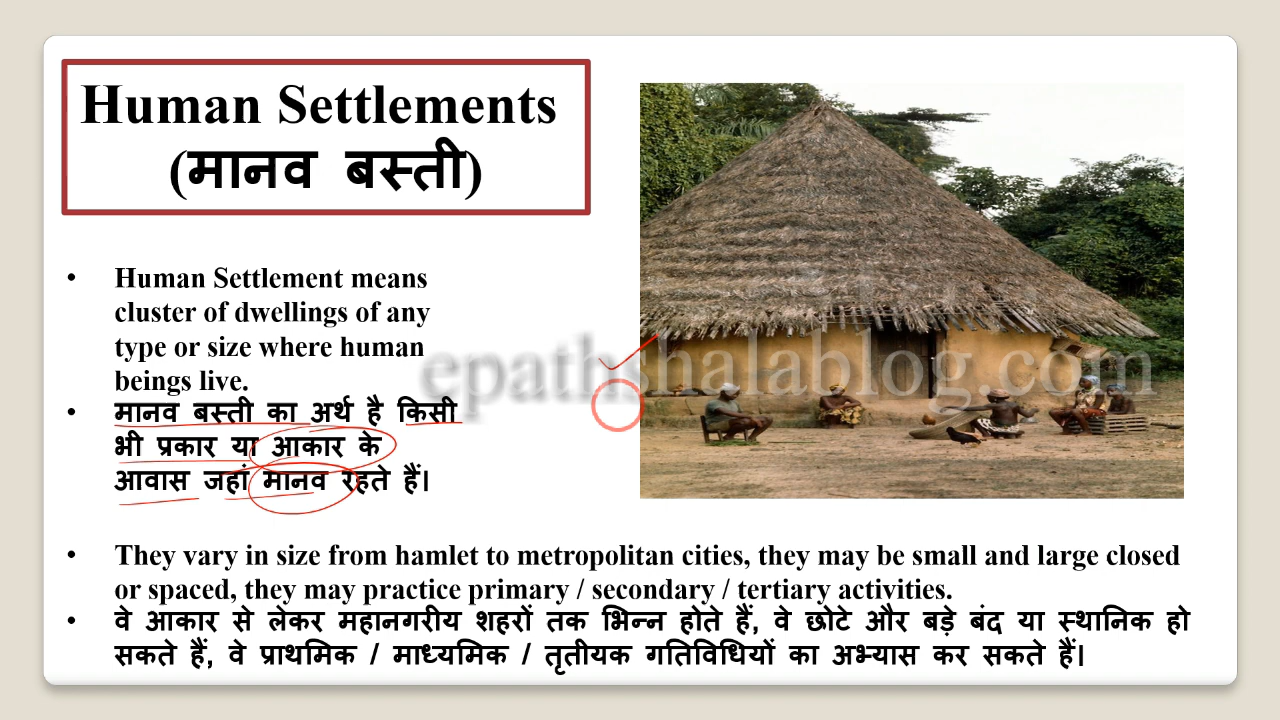 Human Settlements
(मानव बस्ती)
• Human Settlement means
cluster of dwellings of any
type or size where human
beings live.
• मानव बस्ती का अर्थ है किसी
भी प्रकार या आकार के
आवास जहां मानव रहते हैं।
epathshalablog.com
• They vary in size from hamlet to metropolitan cities, they may be small and large closed
or spaced, they may practice primary / secondary / tertiary activities.
• वे आकार से लेकर महानगरीय शहरों तक भिन्न होते हैं, वे छोटे और बड़े बंद या स्थानिक हो
सकते हैं, वे प्राथमिक / माध्यमिक / तृतीयक गतिविधियों का अभ्यास कर सकते हैं।